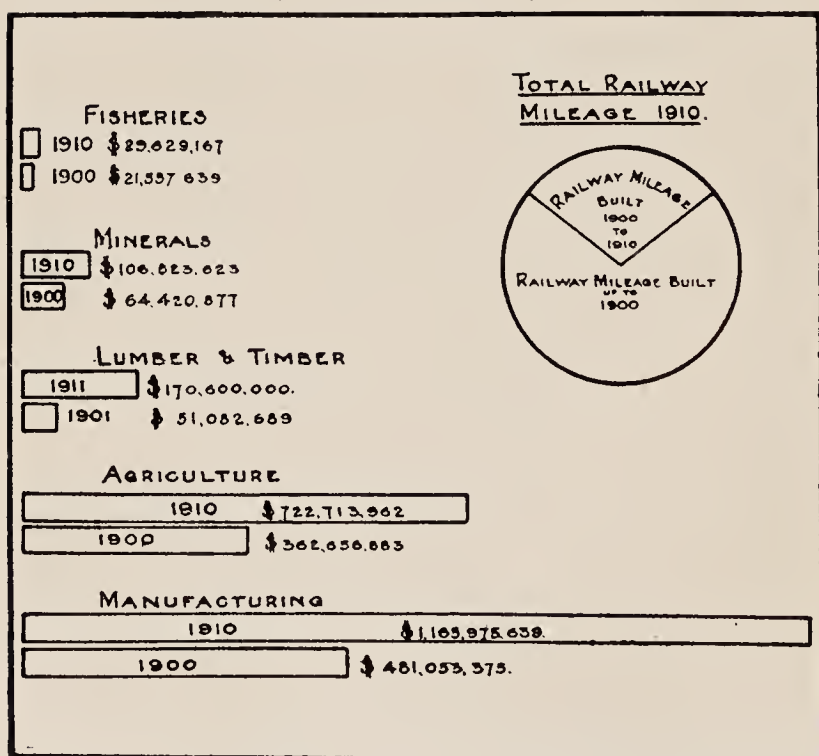 FISHERIES
1910 $29,629,167
1900 $21,557 639
MINERALS
1910 $106,823,623
1900 $ 64,420,877
LUMBER & TIMBER
1911 $170,600,000.
1901 $ 51,082,689
AGRICULTURE
1910 $722,713,962
1900 $362,656,883
MANUFACTURING
1910 $1,165,975,639.
1900 $ 481,053,375.
TOTAL RAILWAY
MILEAGE 1910.
RAILWAY MILEAGE
BUILT
1900
TO
1910
RAILWAY MILEAGE BUILT
UP TO
1900